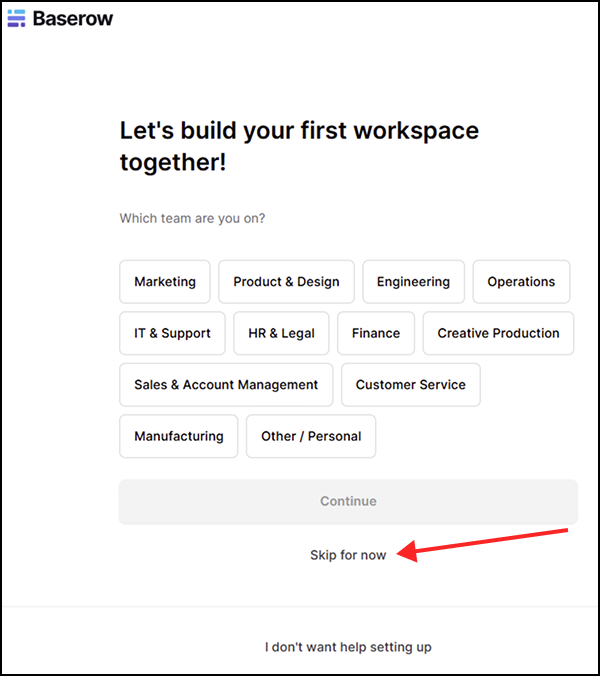 Baserow
Let's build your first workspace
together!
Which team are you on?
Marketing Product & Design Engineering Operations
IT & Support HR & Legal Finance Creative Production
Sales & Account Management Customer Service
Manufacturing Other / Personal
Continue
Skip for now
I don't want help setting up